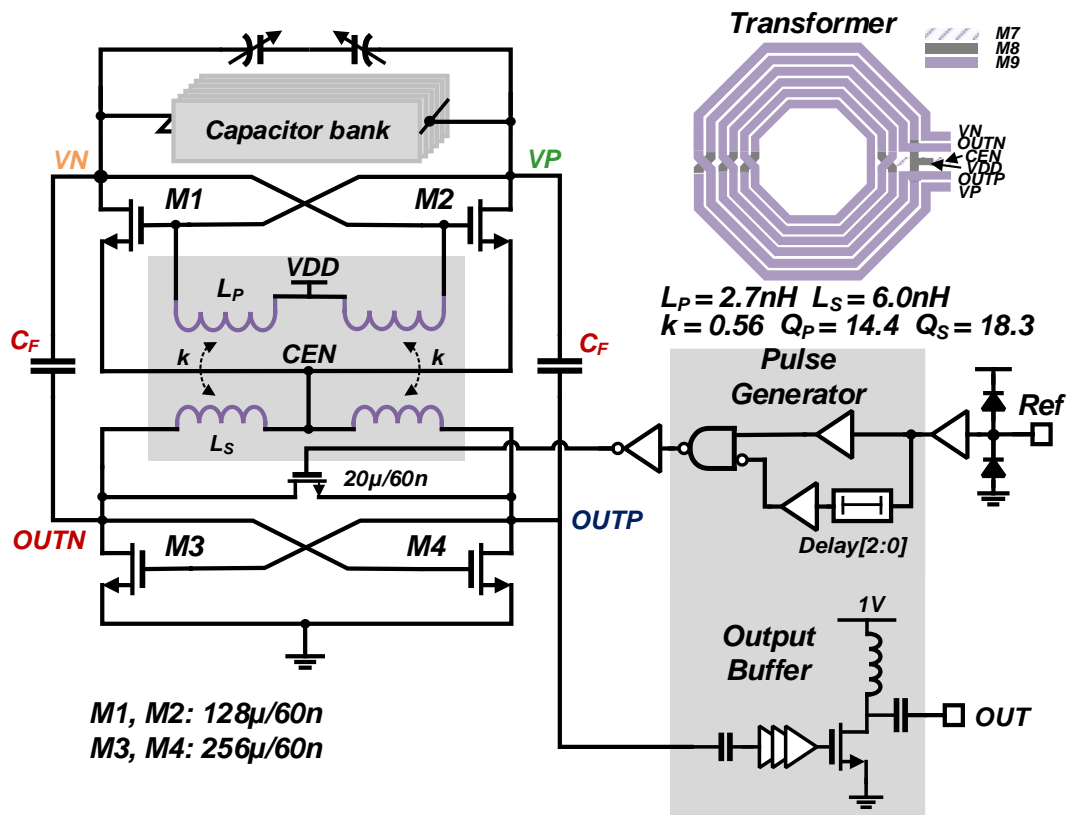 Transformer
M7
M8
M9
Capacitor bank
VN
OUTN
CEN
VDD
OUTP
VP
VN
VP
M1
M2
VDD
LP
LP = 2.7nH LS = 6.0nH
k = 0.56 QP = 14.4 QS = 18.3
CF
k
CEN
k
CF
Pulse
Generator
Ref
LS
20µ/60n
OUTN
OUTP
M3
M4
Delay[2:0]
1V
Output
Buffer
OUT
M1, M2: 128µ/60n
M3, M4: 256µ/60n